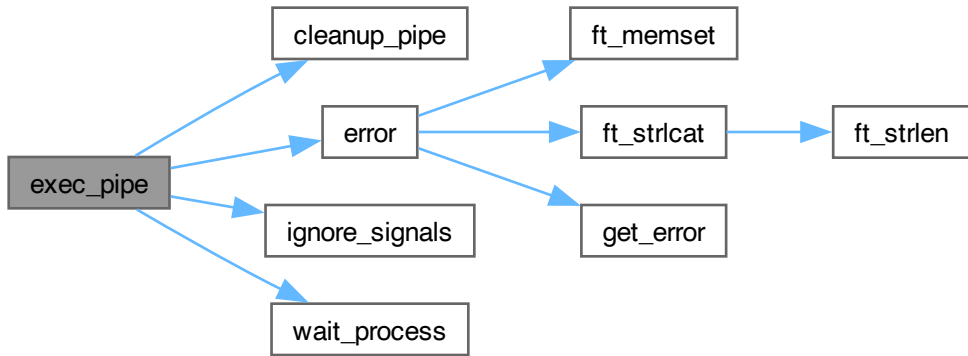 cleanup_pipe
ft_memset
error
ft_strlcat
ft_strlen
exec_pipe
ignore_signals
get_error
wait_process